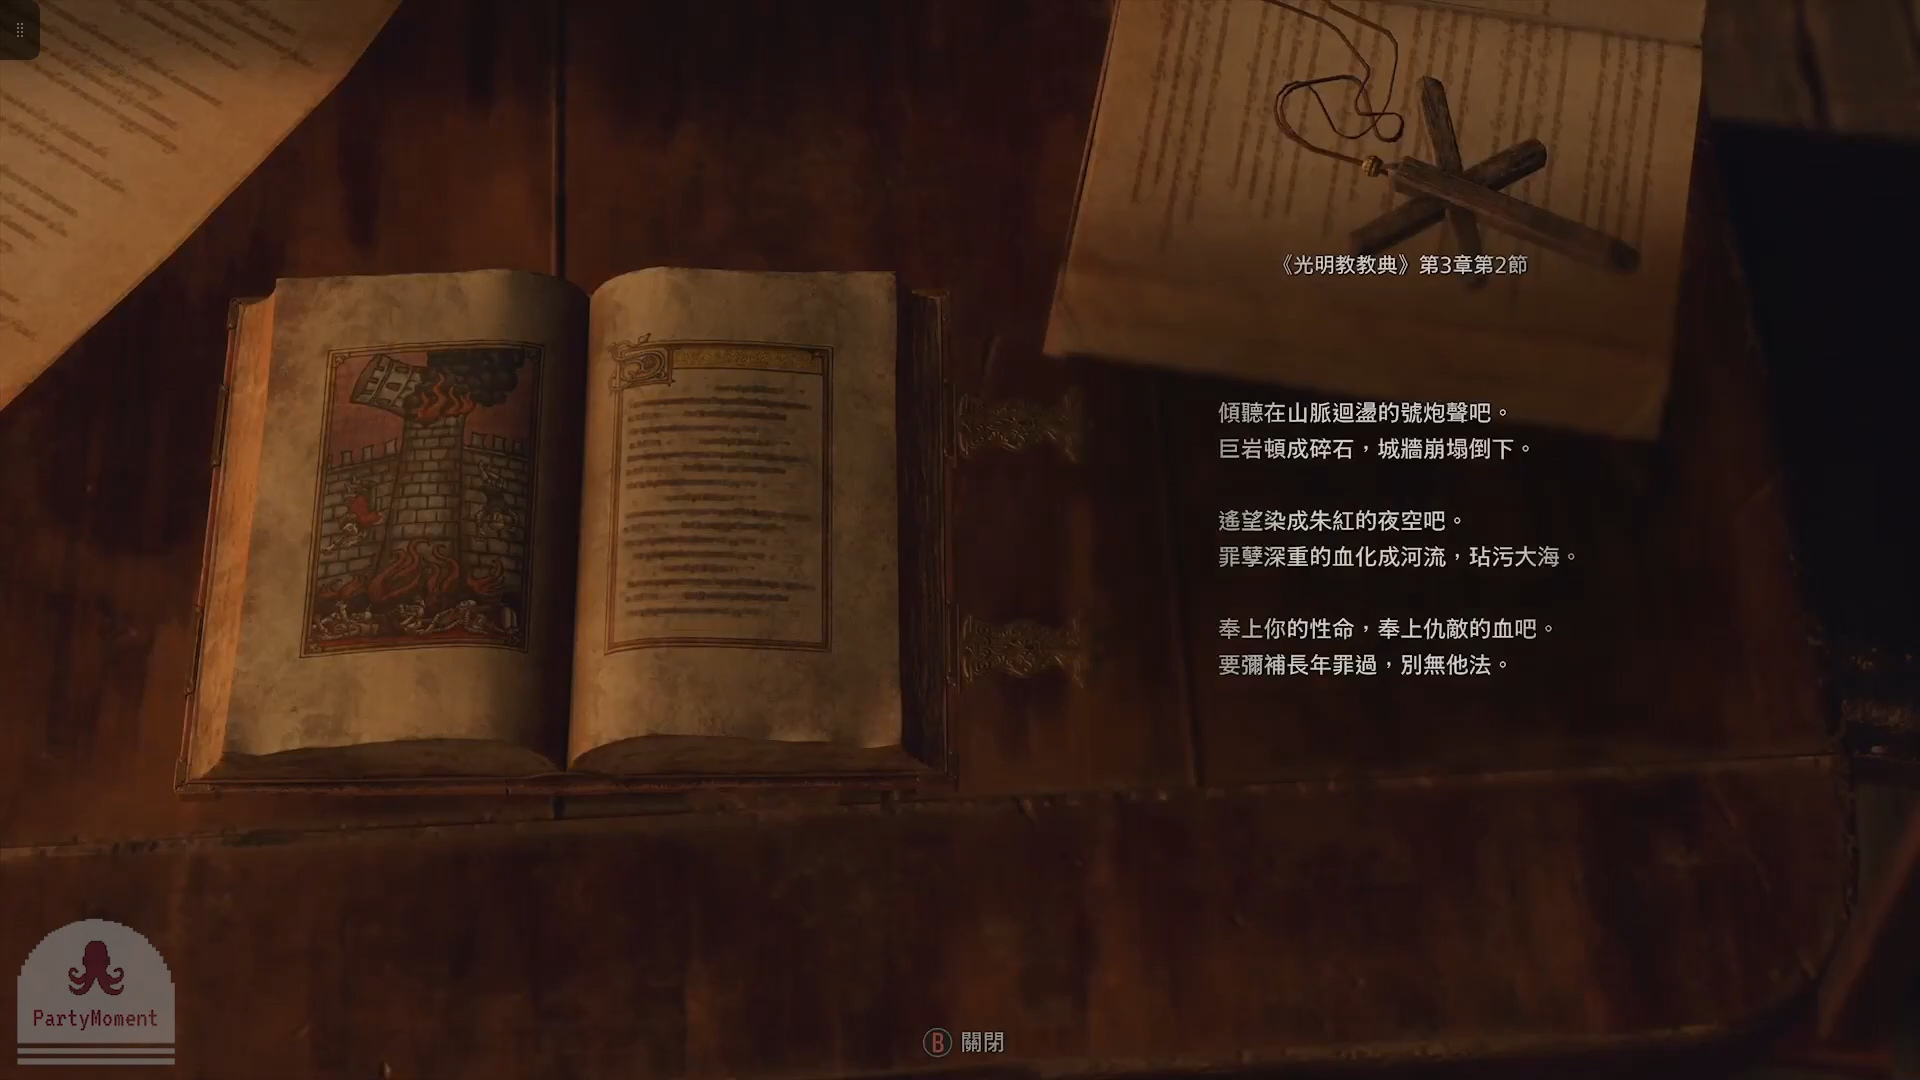 《光明教教典》第3章第2節
傾聽在山脈迴盪的號炮聲吧。
巨岩頓成碎石，城牆崩塌倒下。
遙望染成朱紅的夜空吧。
罪孽深重的血化成河流，玷污大海。
奉上你的性命，奉上仇敵的血吧。
要彌補長年罪過，別無他法。
PartyMoment
B 關閉